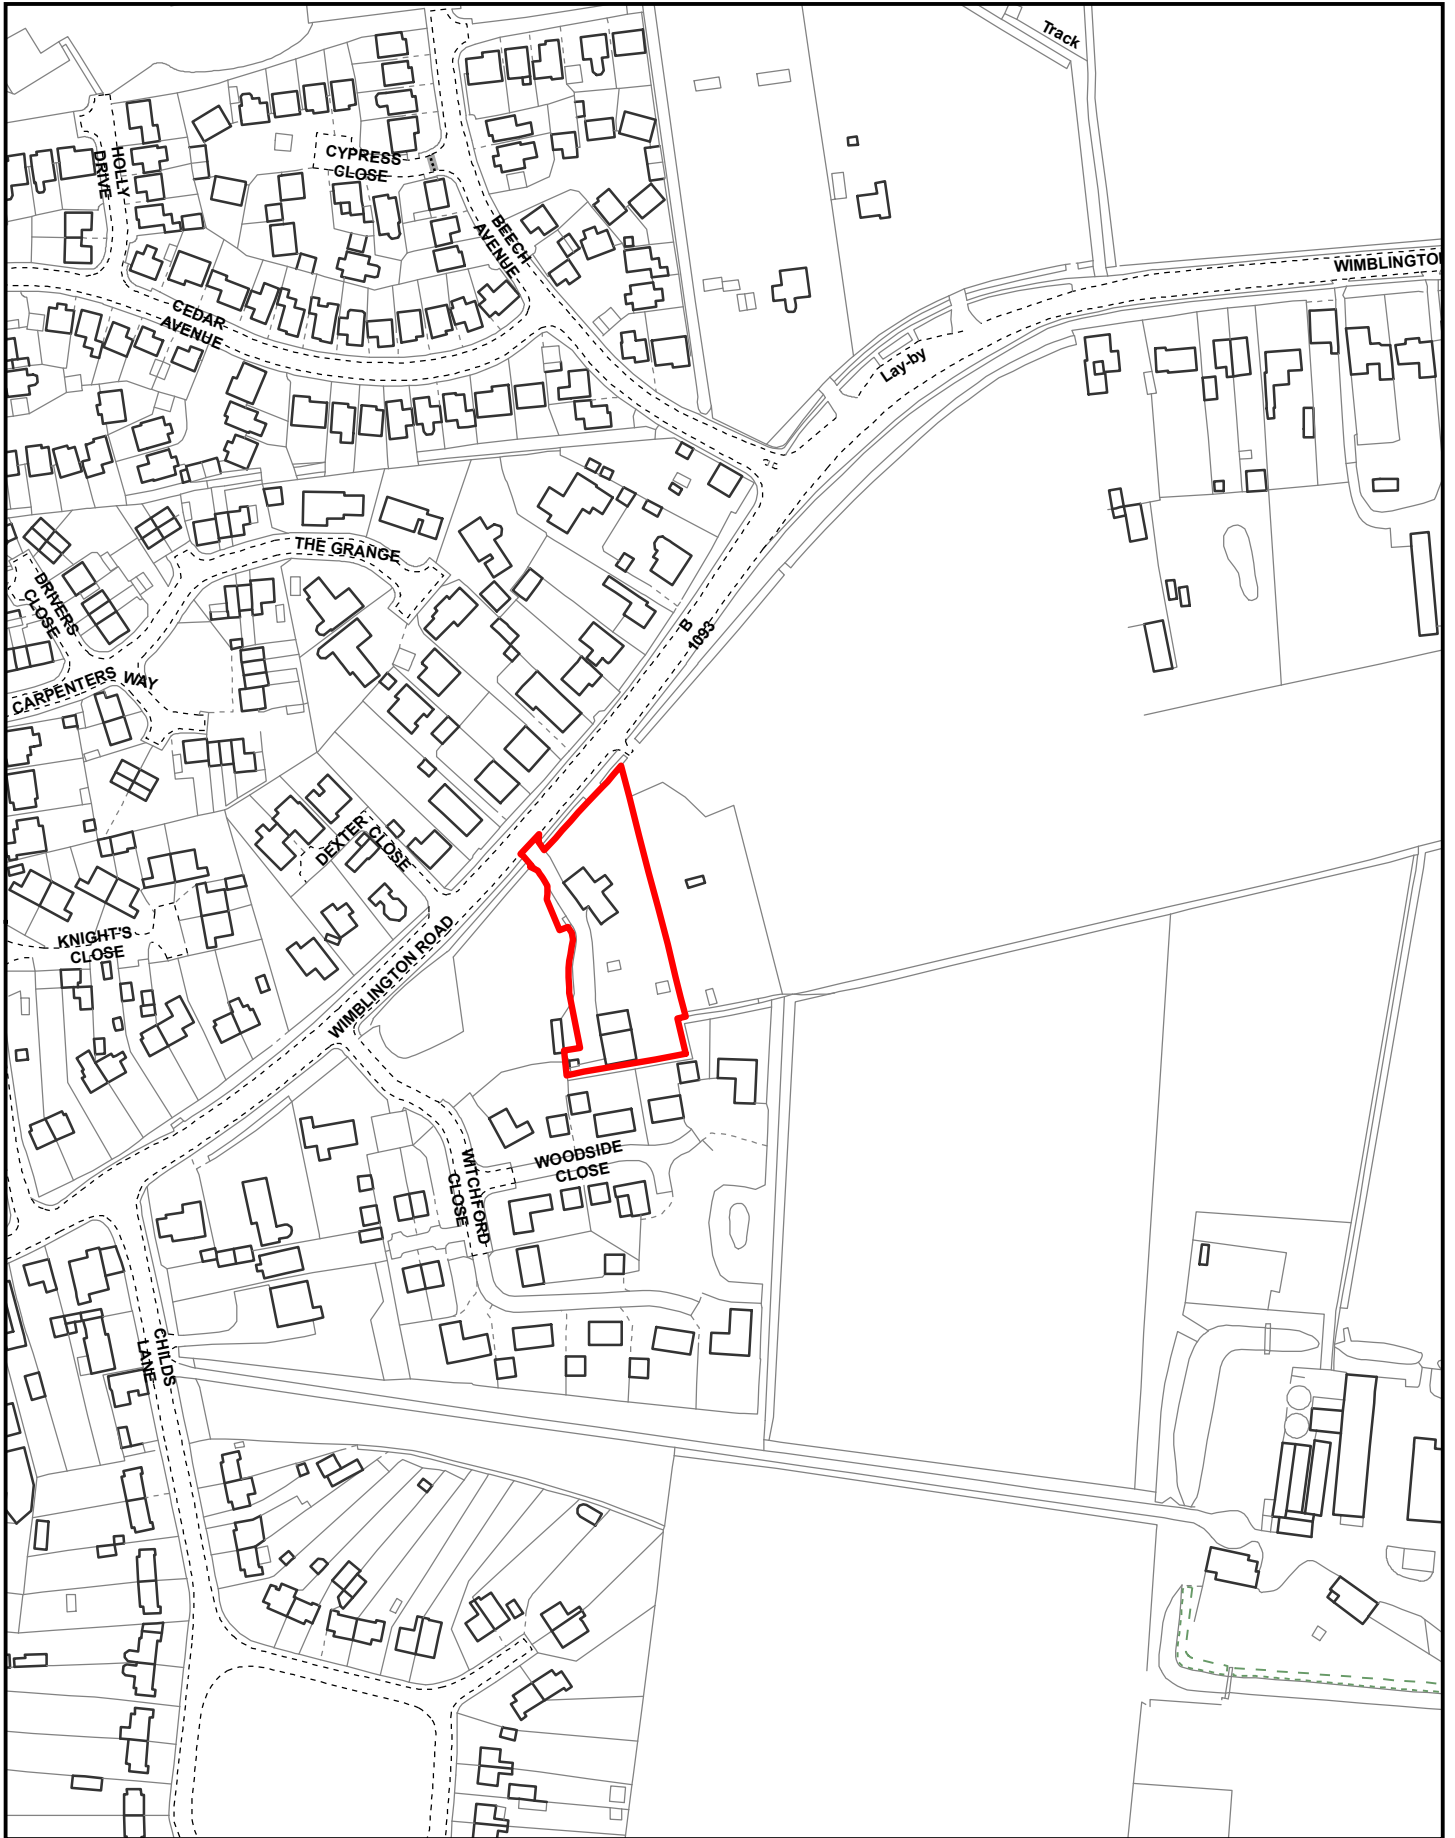 Track
HOLLY
DRIVE
CYPRESS
CLOSE
BEECH
AVENUE
WIMBLINGTON
CEDAR
AVENUE
Lay-by
THE GRANGE
DRIVERS
CLOSE
B
1093
CARPENTERS WAY
DEXTER CLOSE
KNIGHT'S
CLOSE
WIMBLINGTON ROAD
WITCHFORD
CLOSE
WOODSIDE
CLOSE
CHILDS
LANE